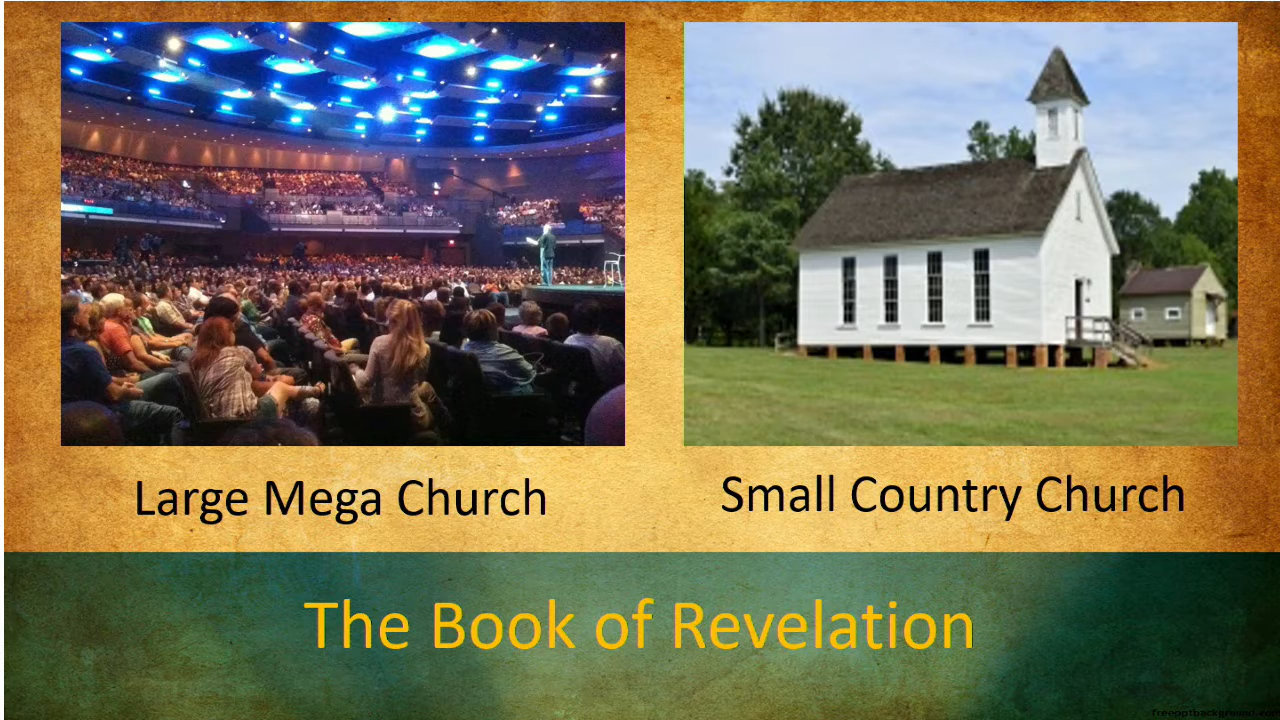 Large Mega Church
Small Country Church
The Book of Revelation